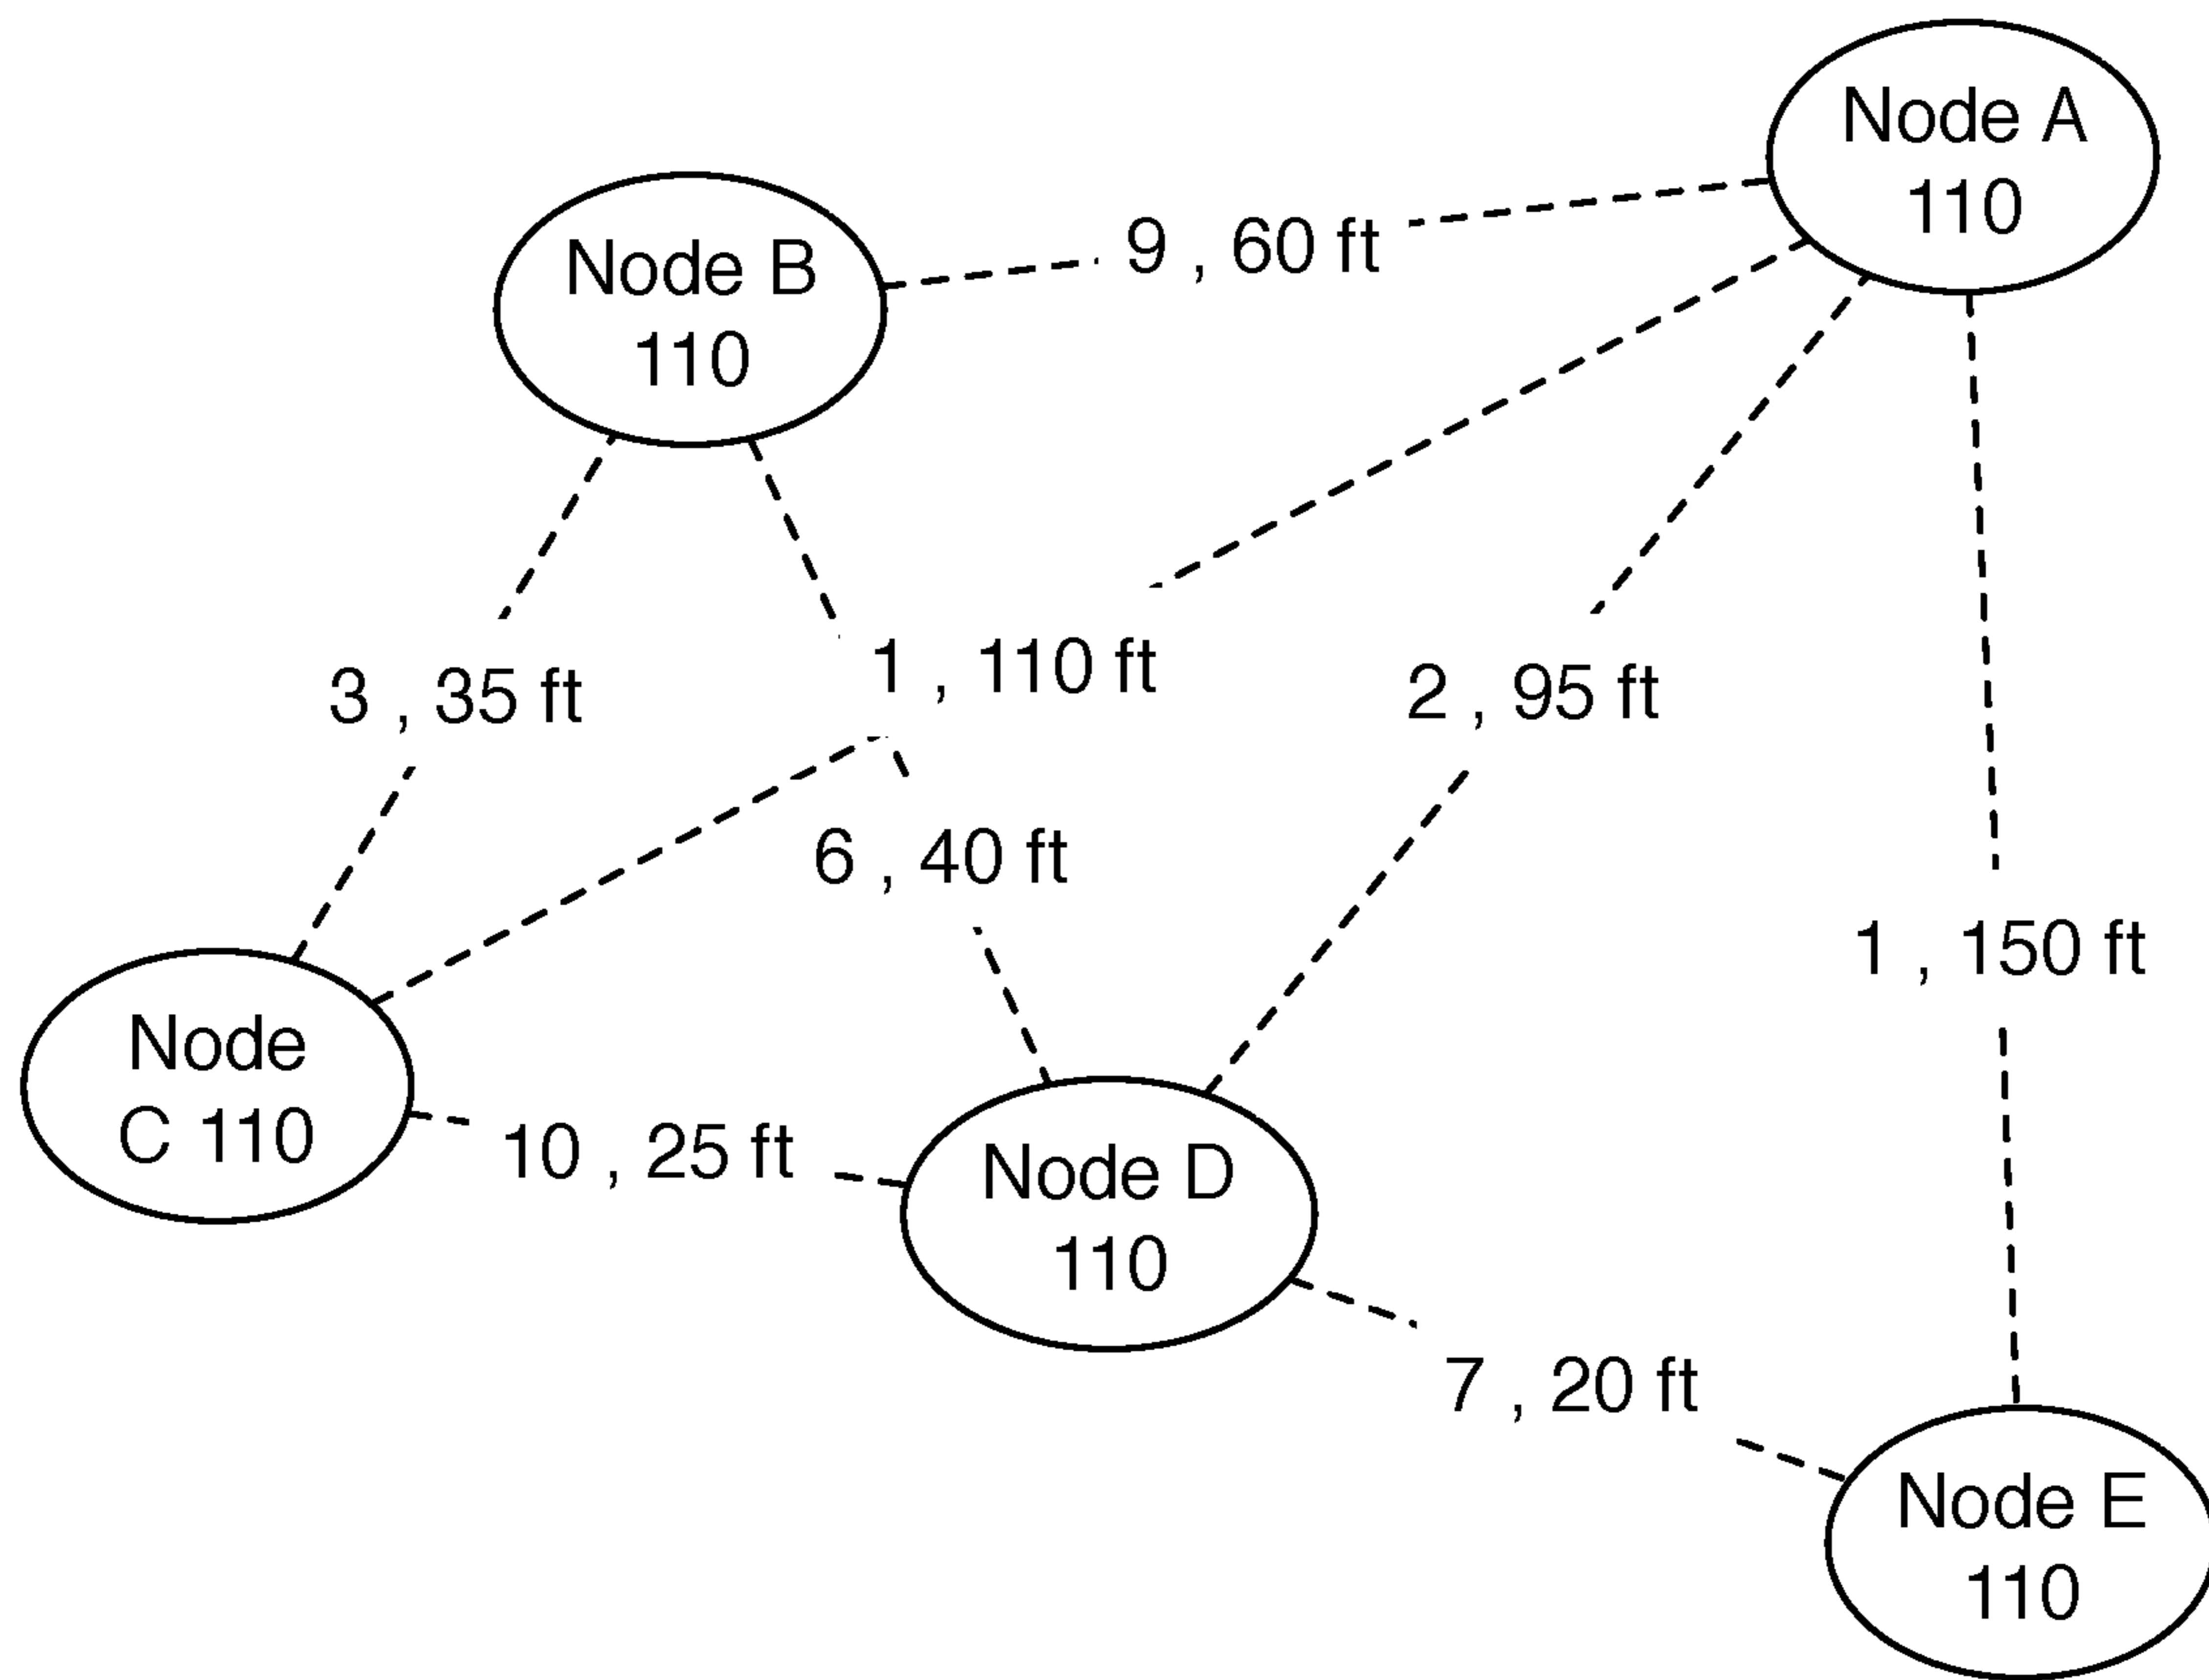 Node A
110
Node B
110
9 , 60 ft
1 , 110 ft
2 , 95 ft
3 , 35 ft
6 , 40 ft
1 , 150 ft
Node
C 110
10 , 25 ft
Node D
110
7 , 20 ft
Node E
110